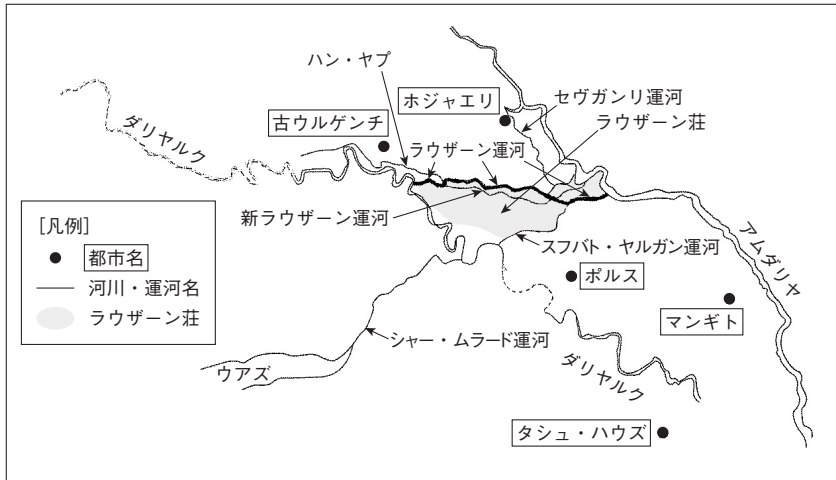 ハン・ヤプ
ホジャエリ
セヴガンリ運河
ダリヤルク
古ウルゲンチ
ラウザーン荘
ラウザーン運河
新ラウザーン運河
スフバト・ヤルガン運河
アムダリヤ
[凡例]
都市名
河川・運河名
ラウザーン荘
ポルス
マンギト
シャー・ムラード運河
ウアズ
ダリヤルク
タシュ・ハウズ